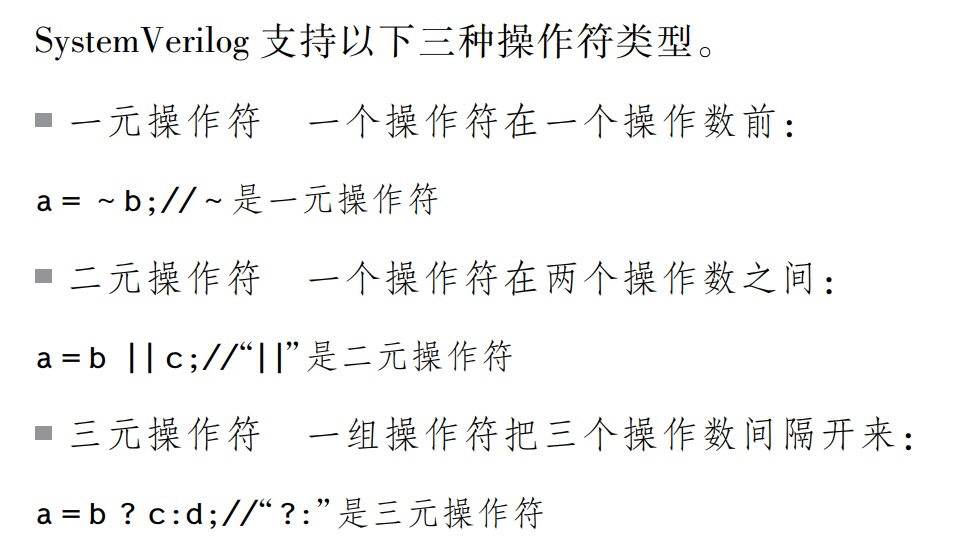 SystemVerilog 支持以下三种操作符类型。
■ 一元操作符　一个操作符在一个操作数前：
a = ~b;//~是一元操作符
■ 二元操作符　一个操作符在两个操作数之间：
a = b || c;//“||”是二元操作符
■ 三元操作符　一组操作符把三个操作数间隔开来：
a = b ? c:d;//“?:”是三元操作符